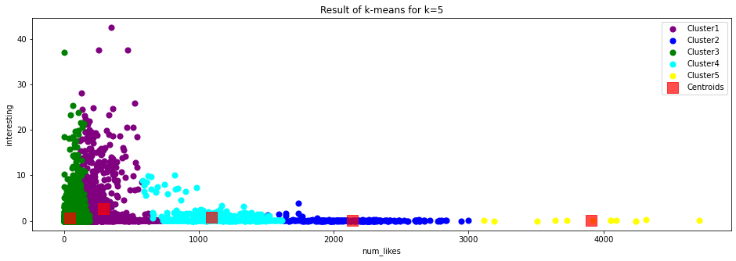 Result of k-means for k=5
interesting
40
30
20
10
0
0
1000
2000
3000
4000
num_likes
Cluster1
Cluster2
Cluster3
Cluster4
Cluster5
Centroids